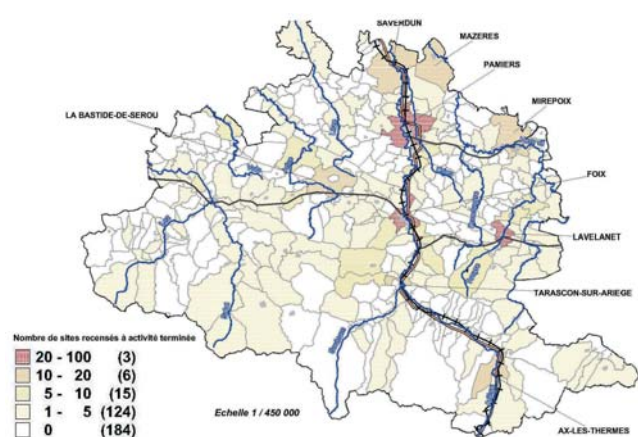 SAVERDUN
MAZERES
PAMIERS
MIREPOIX
LA BASTIDE-DE-SEROU
FOIX
LAVELANET
TARASCON-SUR-ARIEGE
Nombre de sites recensés à activité terminée
20 - 100 (3)
10 - 20 (6)
5 - 10 (15)
1 - 5 (124)
0 (184)
Echelle 1 / 450 000
AX-LES-THERMES